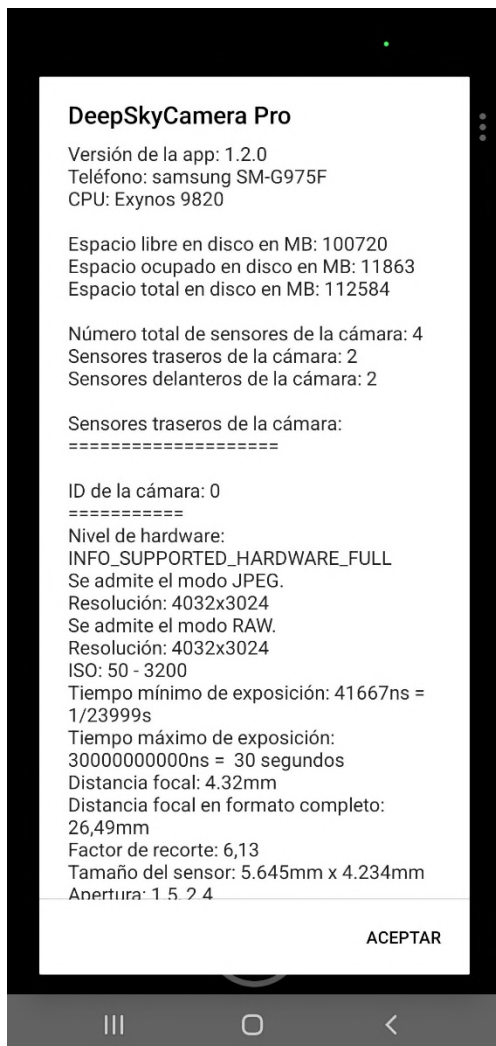 DeepSkyCamera Pro
Versión de la app: 1.2.0
Teléfono: samsung SM-G975F
CPU: Exynos 9820
Espacio libre en disco en MB: 100720
Espacio ocupado en disco en MB: 11863
Espacio total en disco en MB: 112584
Número total de sensores de la cámara: 4
Sensores traseros de la cámara: 2
Sensores delanteros de la cámara: 2
Sensores traseros de la cámara:
====================
ID de la cámara: 0
===========
Nivel de hardware:
INFO_SUPPORTED_HARDWARE_FULL
Se admite el modo JPEG.
Resolución: 4032x3024
Se admite el modo RAW.
Resolución: 4032x3024
ISO: 50 - 3200
Tiempo mínimo de exposición: 41667ns =
1/23999s
Tiempo máximo de exposición:
30000000000ns =  30 segundos
Distancia focal: 4.32mm
Distancia focal en formato completo:
26,49mm
Factor de recorte: 6,13
Tamaño del sensor: 5.645mm x 4.234mm
Apertura: 1.5, 2.4
ACEPTAR